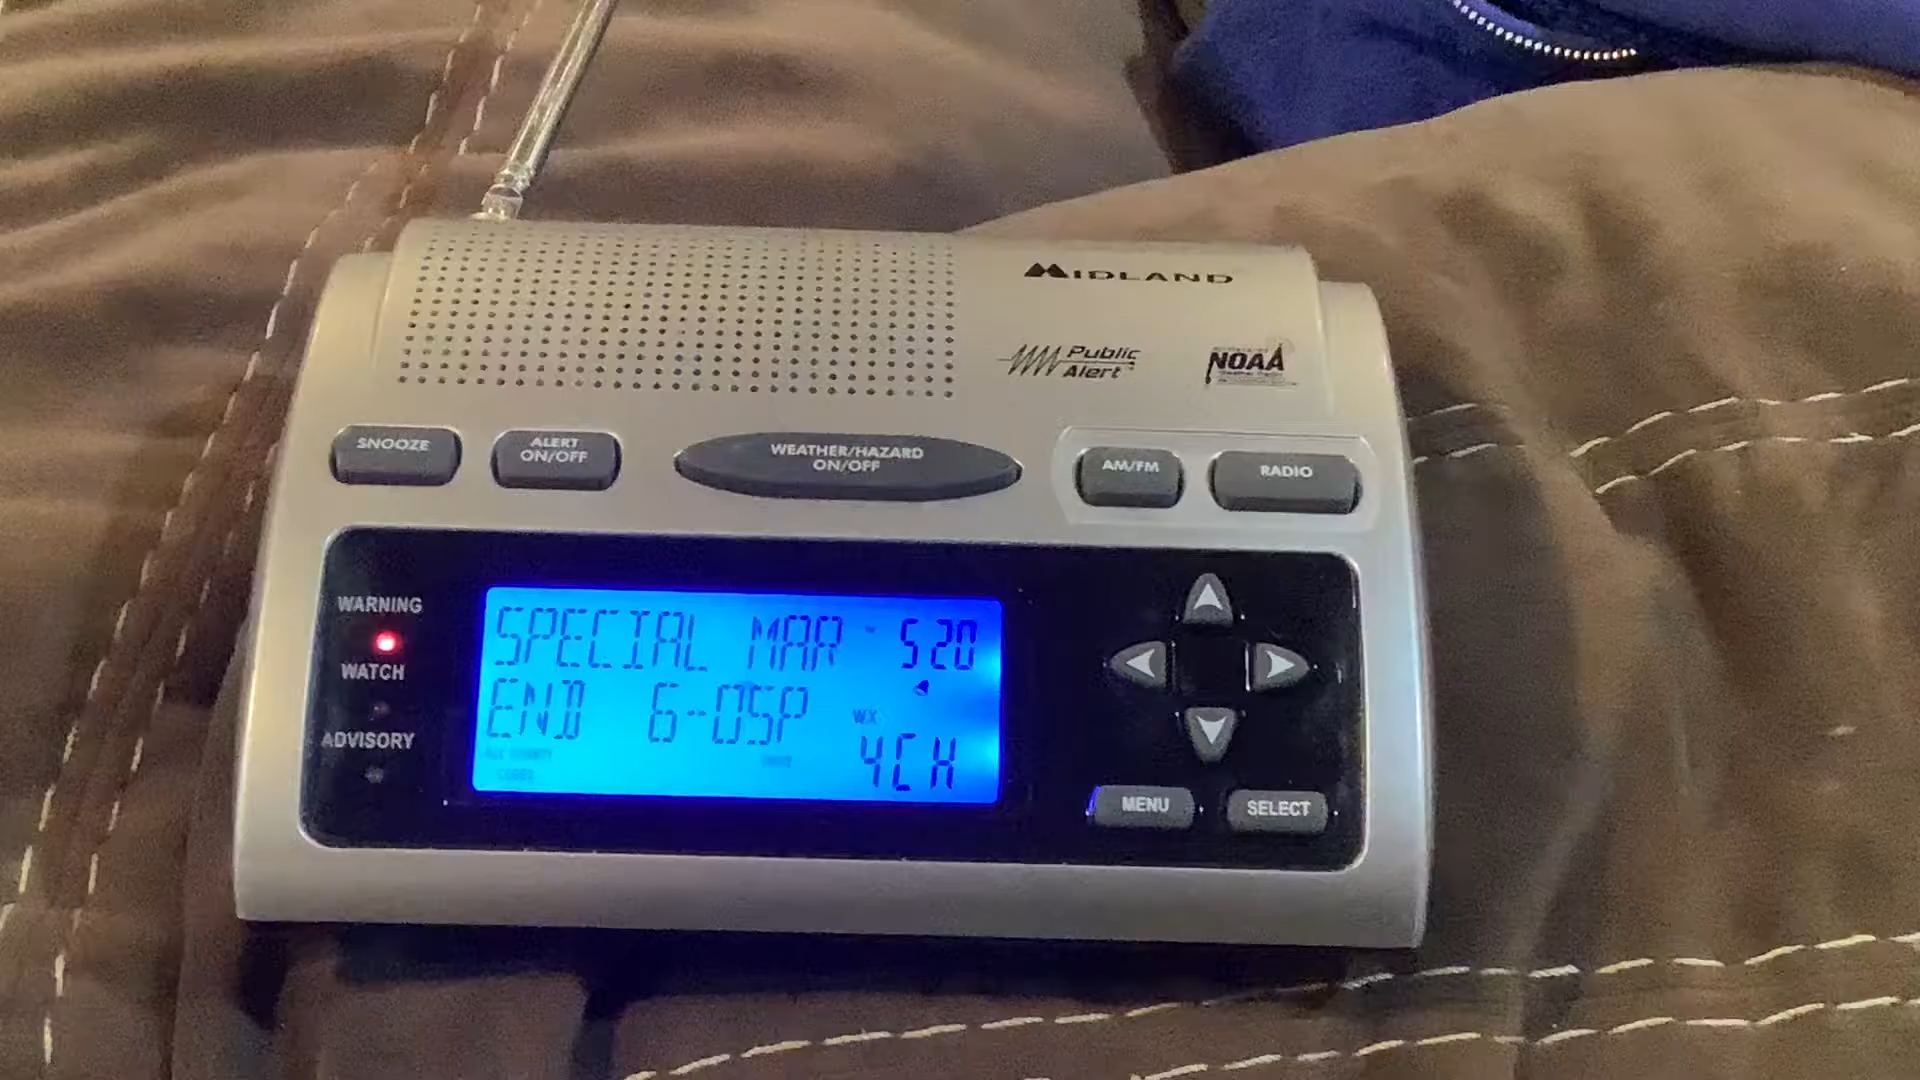 MIDLAND
Public Alert
NOAA
SNOOZE
ALERT ON/OFF
WEATHER/HAZARD ON/OFF
AM/FM
RADIO
WARNING
WATCH
ADVISORY
SPECIAL MAR 520
END 6-05P
WX
4CH
MENU
SELECT